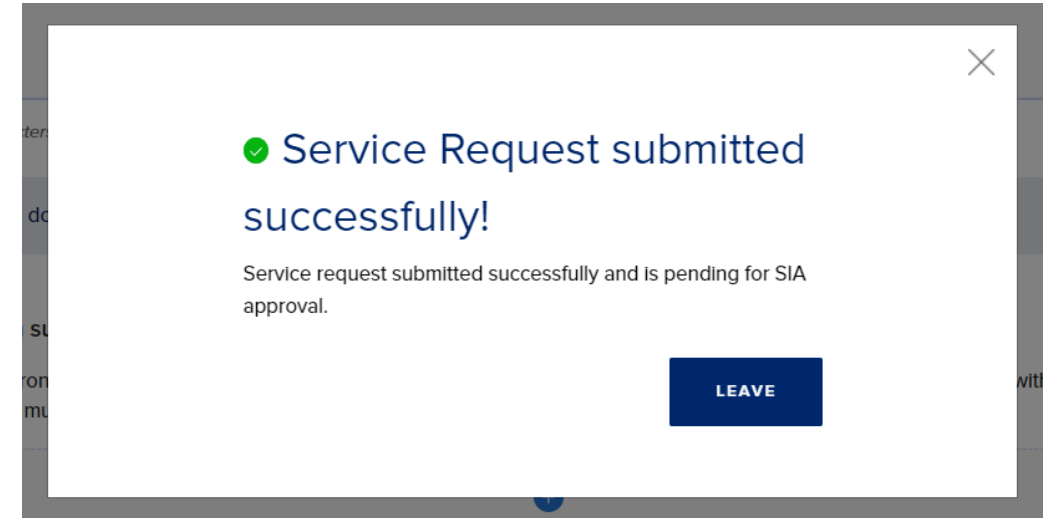 Service Request submitted
successfully!
Service request submitted successfully and is pending for SIA
approval.
LEAVE